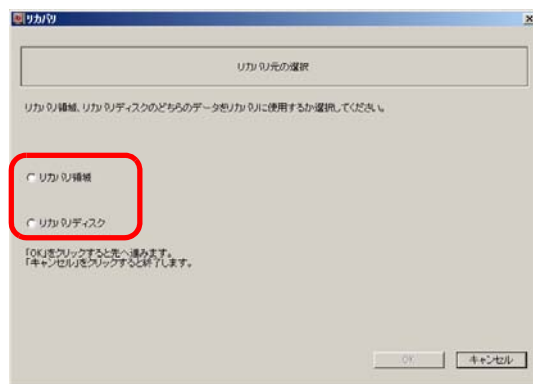 リカバリ
リカバリ元の選択
リカバリ領域、リカバリディスクのどちらのデータをリカバリに使用するか選択してください。
リカバリ領域
リカバリディスク
「OK」をクリックすると先へ進みます。
「キャンセル」をクリックすると終了します。
OK キャンセル